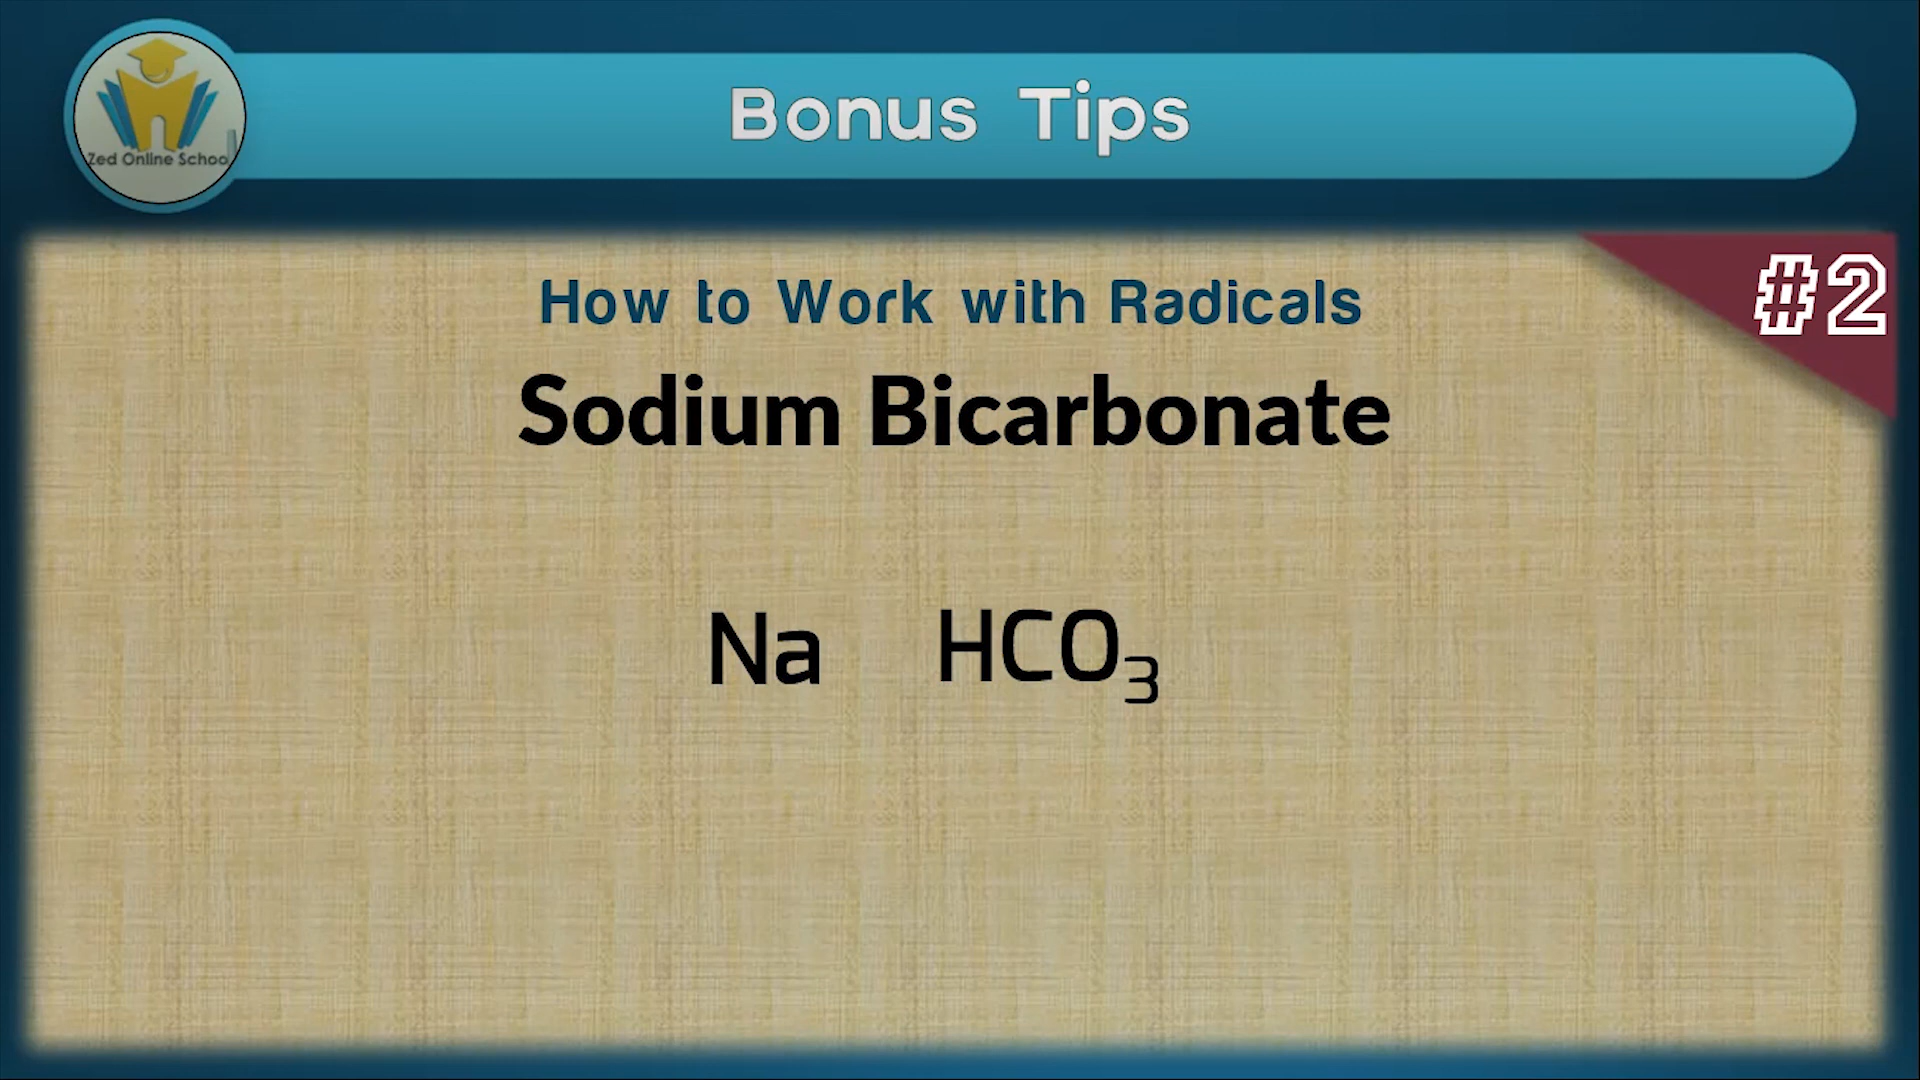 Zed Online School
Bonus Tips
#2
How to Work with Radicals
Sodium Bicarbonate
Na HCO₃